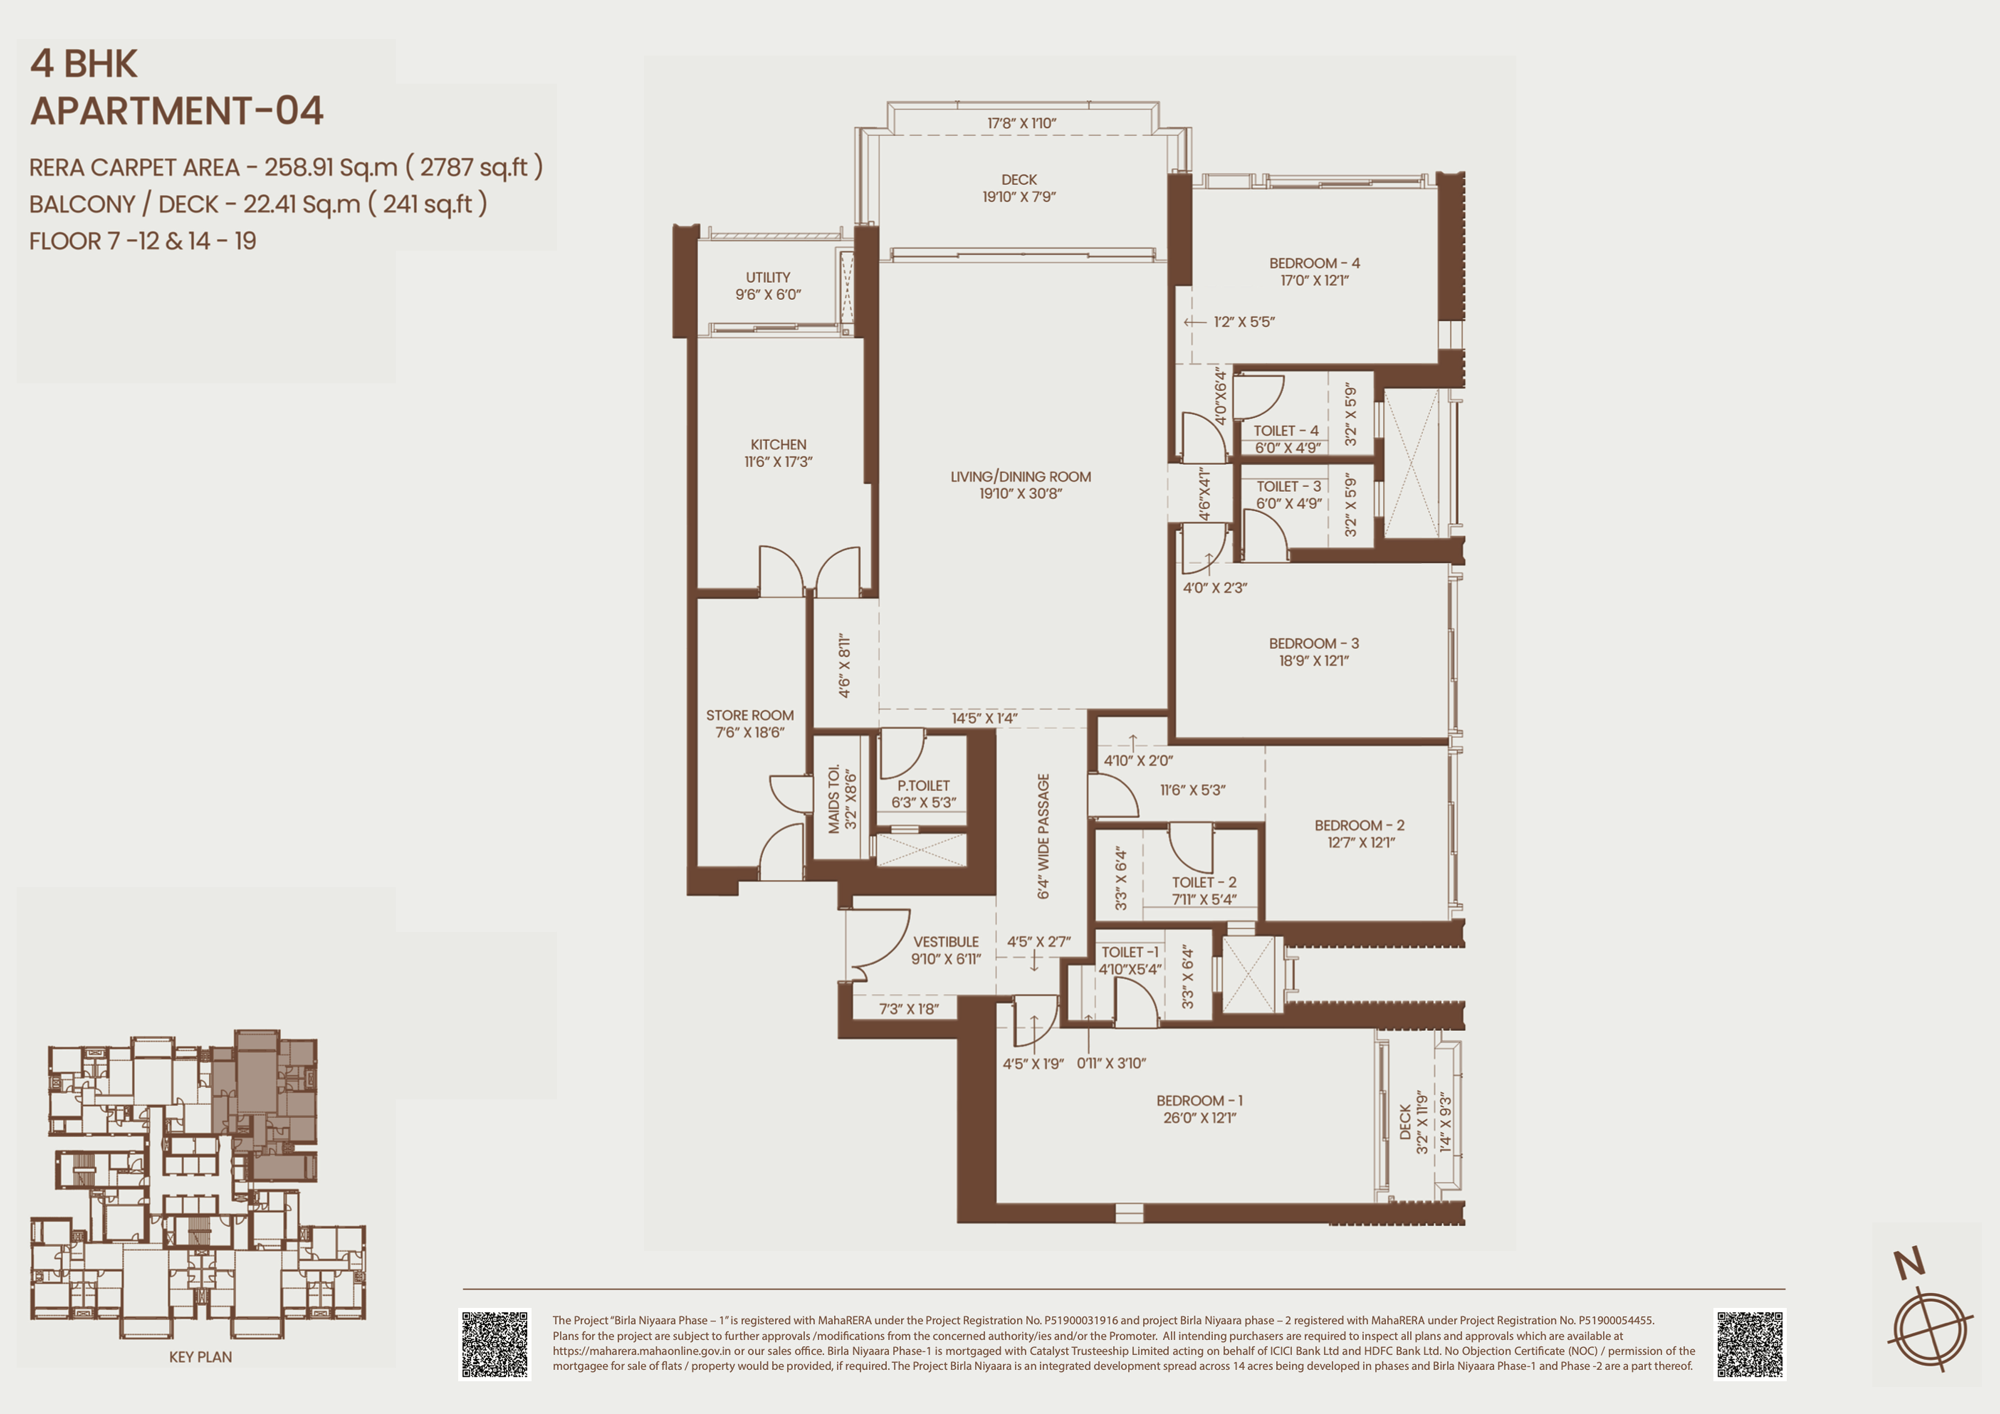 4 BHK
APARTMENT-04
RERA CARPET AREA - 258.91 Sq.m ( 2787 sq.ft )
BALCONY / DECK - 22.41 Sq.m ( 241 sq.ft )
FLOOR 7 -12 & 14 - 19
17'8" X 1'10"
DECK
19'10" X 7'9"
UTILITY
9'6" X 6'0"
BEDROOM - 4
17'0" X 12'1"
1'2" X 5'5"
4'0"X6'4"
TOILET - 4
6'0" X 4'9"
3'2" X 5'9"
KITCHEN
11'6" X 17'3"
LIVING/DINING ROOM
19'10" X 30'8"
4'6"X4'1"
TOILET - 3
6'0" X 4'9"
3'2" X 5'9"
4'0" X 2'3"
BEDROOM - 3
18'9" X 12'1"
4'6" X 8'11"
STORE ROOM
7'6" X 18'6"
14'5" X 1'4"
4'10" X 2'0"
11'6" X 5'3"
MAIDS TOI.
3'2" X8'6"
P.TOILET
6'3" X 5'3"
6'4" WIDE PASSAGE
BEDROOM - 2
12'7" X 12'1"
3'3" X 6'4"
TOILET - 2
7'11" X 5'4"
VESTIBULE
9'10" X 6'11"
4'5" X 2'7"
TOILET -1
4'10"X5'4"
3'3" X 6'4"
7'3" X 1'8"
4'5" X 1'9"
0'11" X 3'10"
BEDROOM - 1
26'0" X 12'1"
DECK
3'2" X 11'9"
1'4" X 9'3"
KEY PLAN
N
The Project "Birla Niyaara Phase – 1" is registered with MahaRERA under the Project Registration No. P51900031916 and project Birla Niyaara phase – 2 registered with MahaRERA under Project Registration No. P51900054455.
Plans for the project are subject to further approvals /modifications from the concerned authority/ies and/or the Promoter. All intending purchasers are required to inspect all plans and approvals which are available at
https://maharera.mahaonline.gov.in or our sales office. Birla Niyaara Phase-1 is mortgaged with Catalyst Trusteeship Limited acting on behalf of ICICI Bank Ltd and HDFC Bank Ltd. No Objection Certificate (NOC) / permission of the
mortgagee for sale of flats / property would be provided, if required. The Project Birla Niyaara is an integrated development spread across 14 acres being developed in phases and Birla Niyaara Phase-1 and Phase -2 are a part thereof.